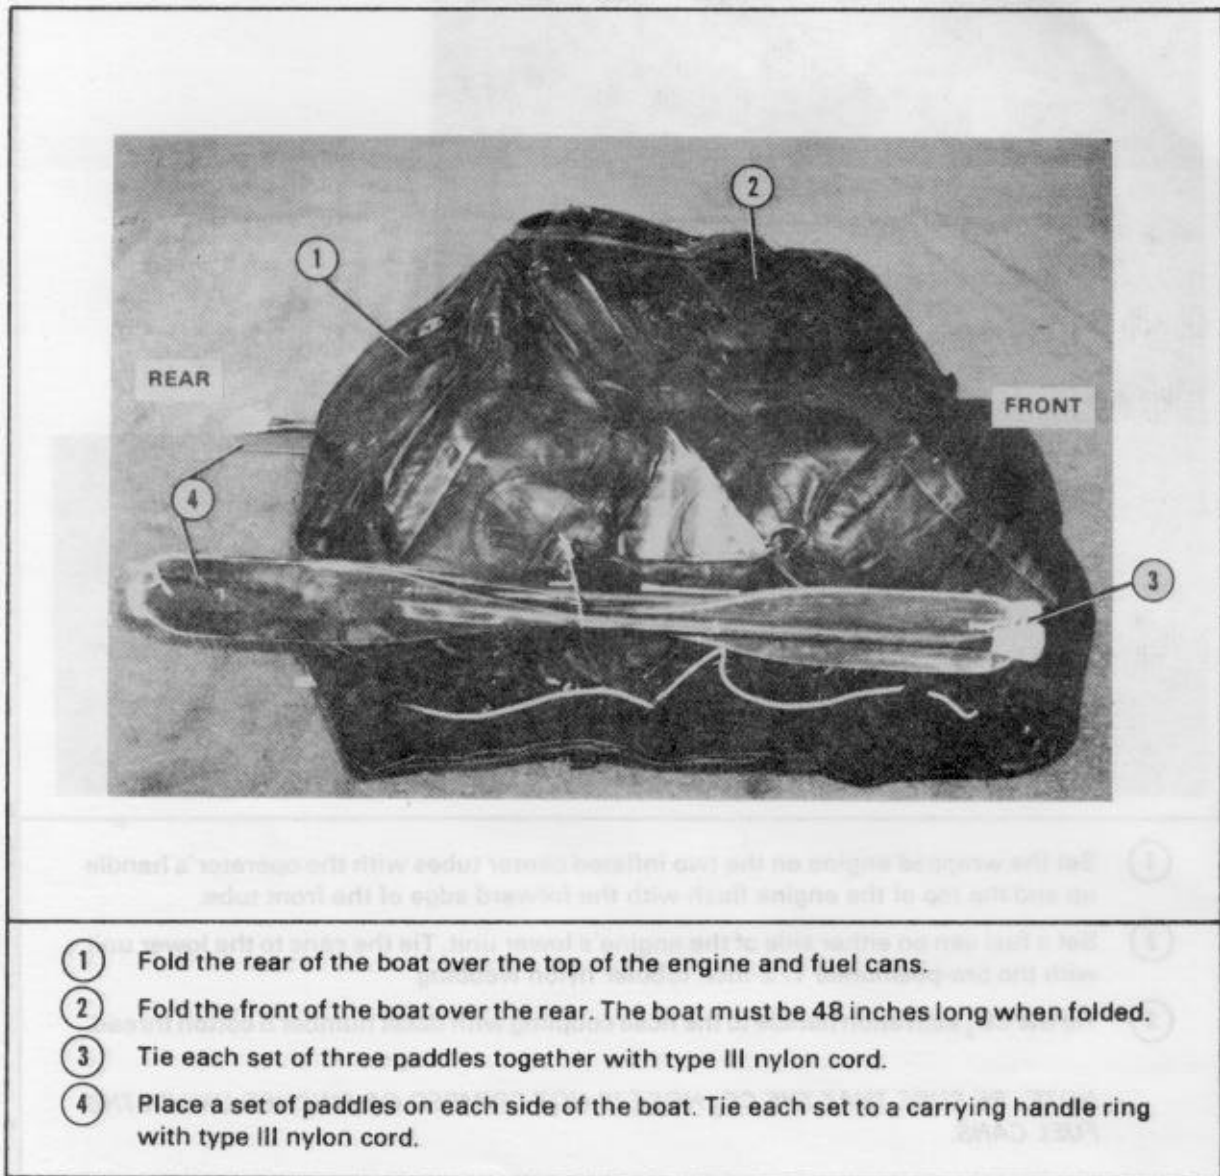 2
1
REAR
FRONT
4
3
1 Fold the rear of the boat over the top of the engine and fuel cans.
2 Fold the front of the boat over the rear. The boat must be 48 inches long when folded.
3 Tie each set of three paddles together with type III nylon cord.
4 Place a set of paddles on each side of the boat. Tie each set to a carrying handle ring
with type III nylon cord.